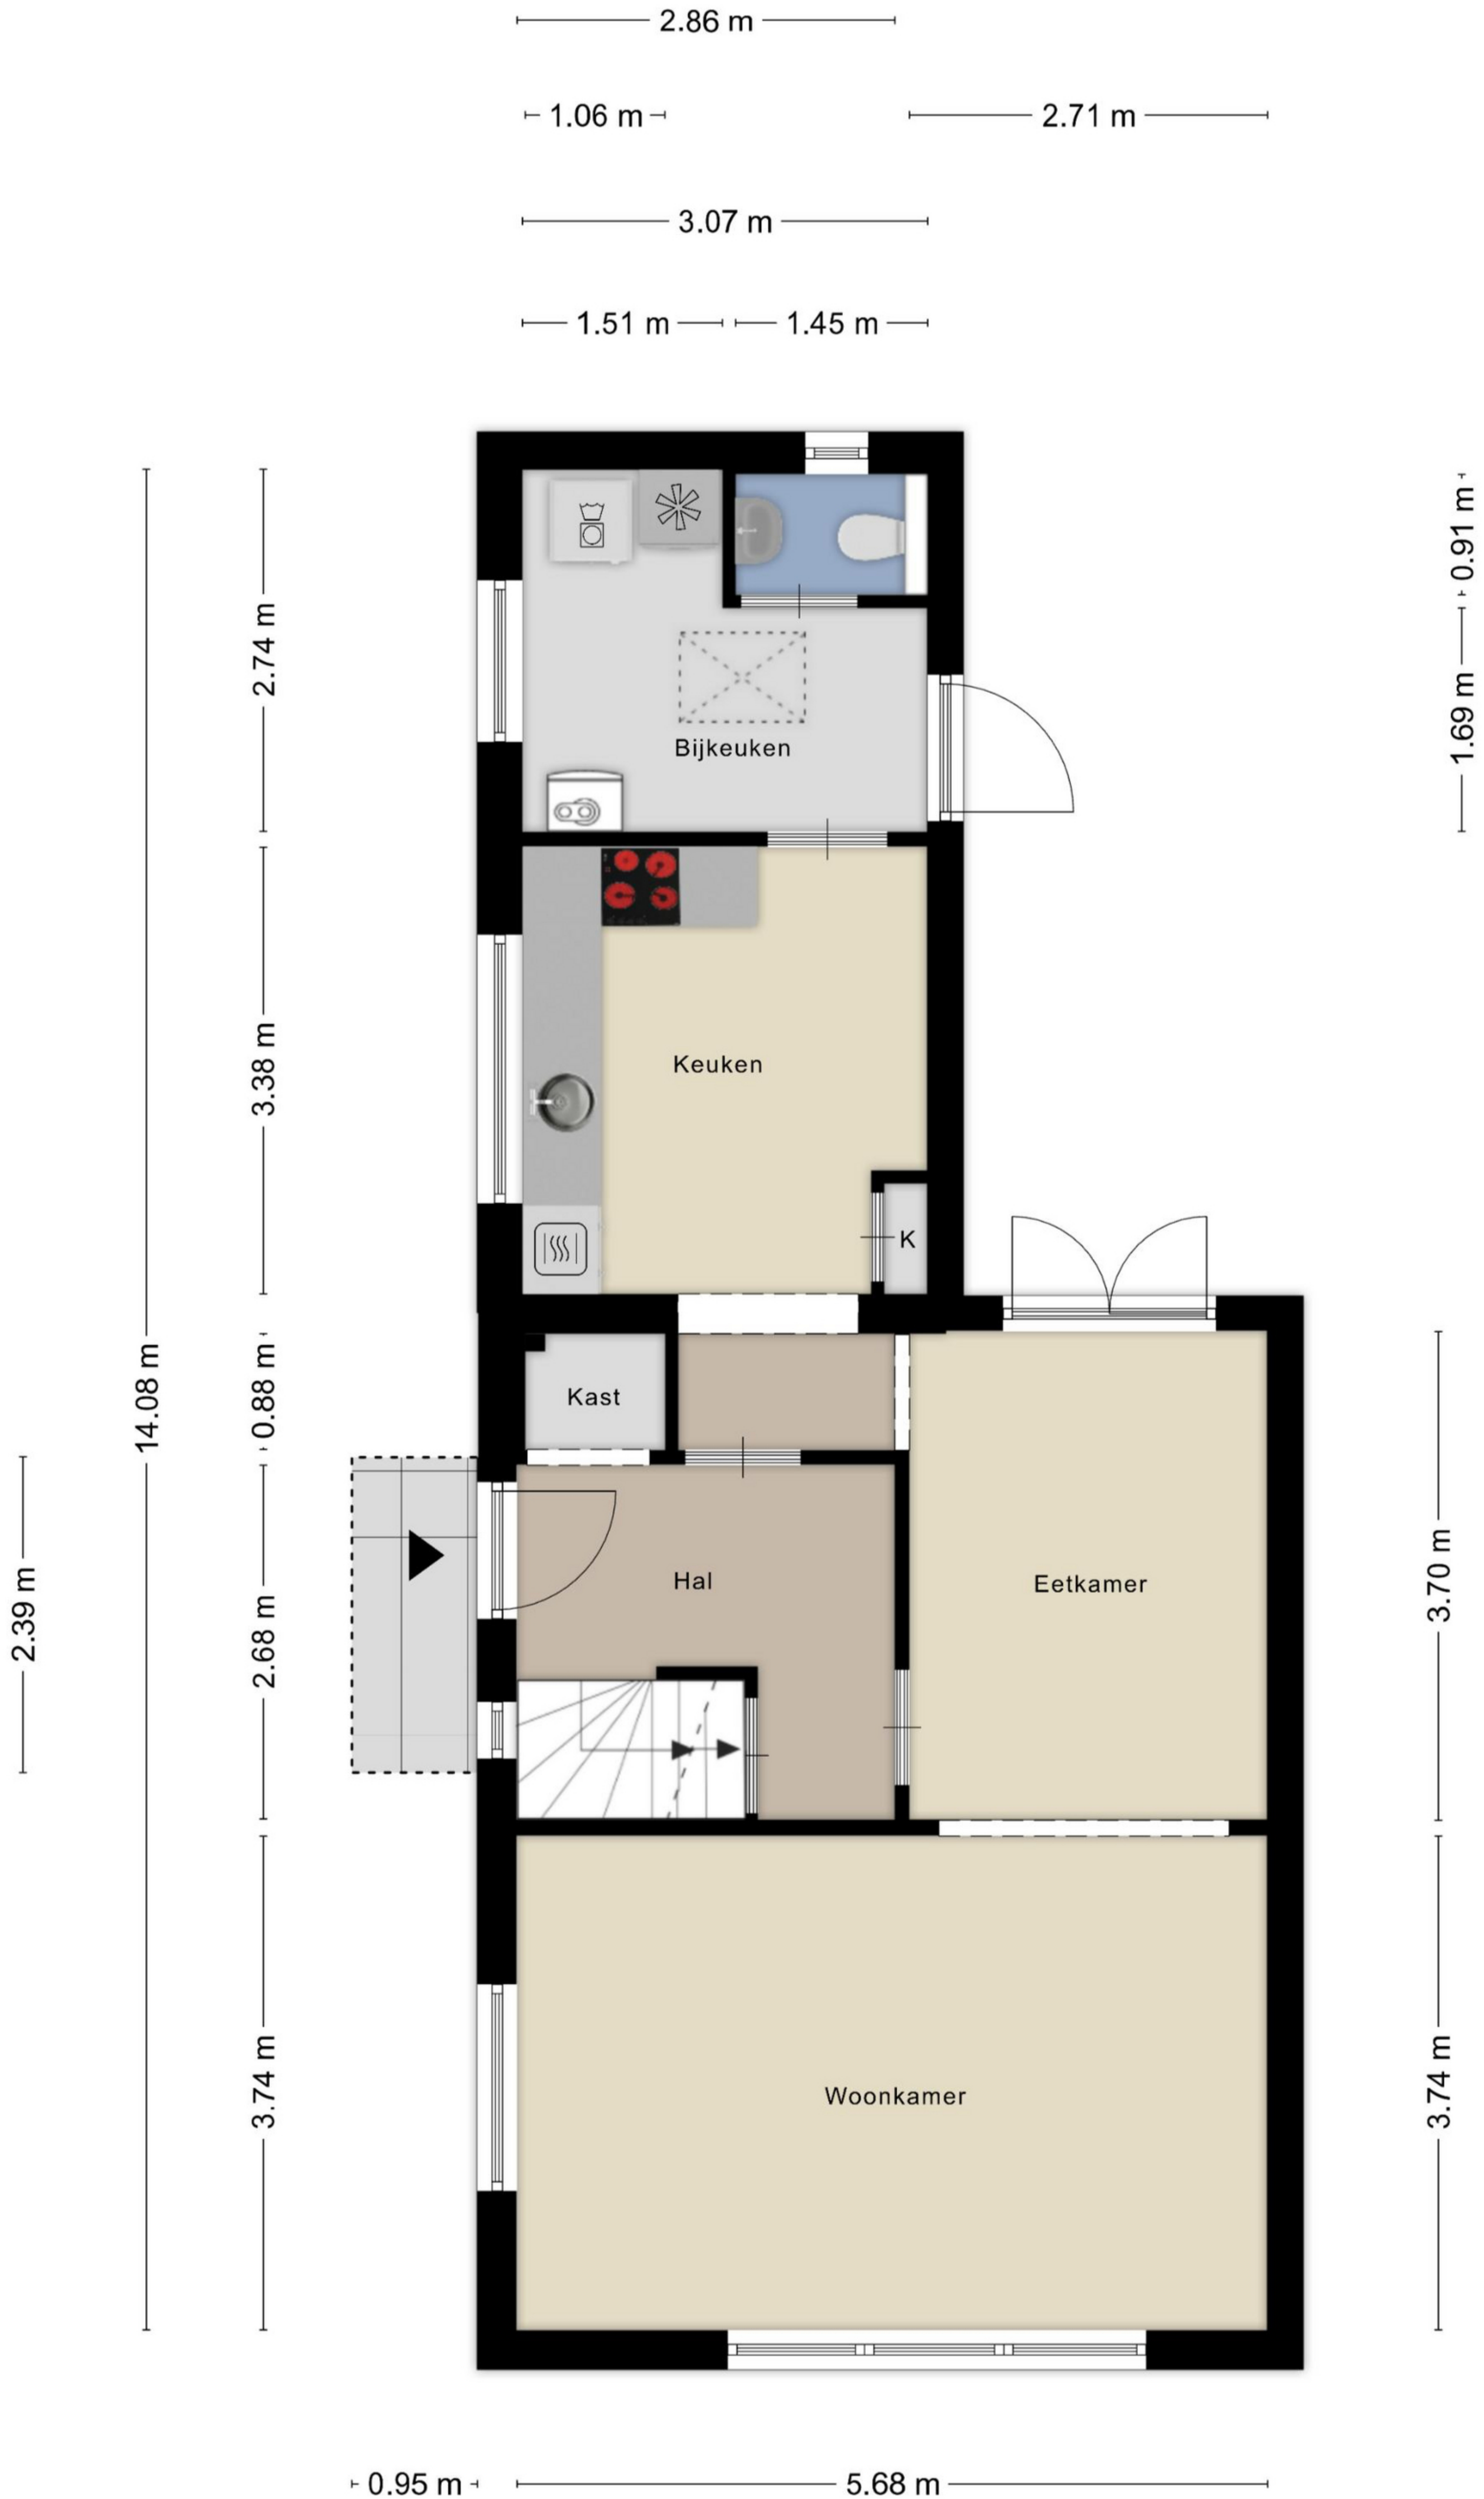 2.86 m
1.06 m
2.71 m
3.07 m
1.51 m
1.45 m
0.91 m
2.74 m
1.69 m
Bijkeuken
3.38 m
Keuken
K
14.08 m
0.88 m
Kast
2.39 m
2.68 m
Hal
Eetkamer
3.70 m
3.74 m
Woonkamer
3.74 m
0.95 m
5.68 m